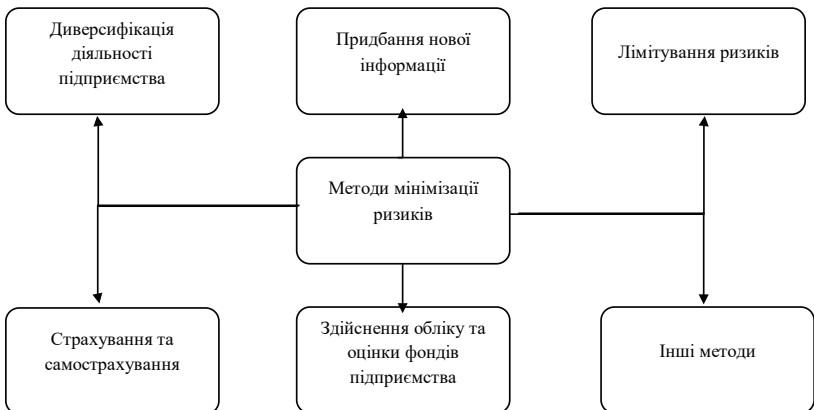 Диверсифікація
діяльності
підприємства
Придбання нової
інформації
Лімітування ризиків
Методи мінімізації
ризиків
Страхування та
самострахування
Здійснення обліку та
оцінки фондів
підприємства
Інші методи